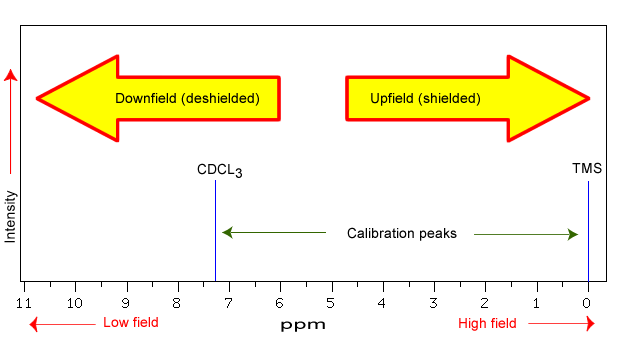 Downfield (deshielded)
Upfield (shielded)
CDCL3
TMS
Calibration peaks
Intensity
11 10 9 8 7 6 5 4 3 2 1 0
Low field
ppm
High field